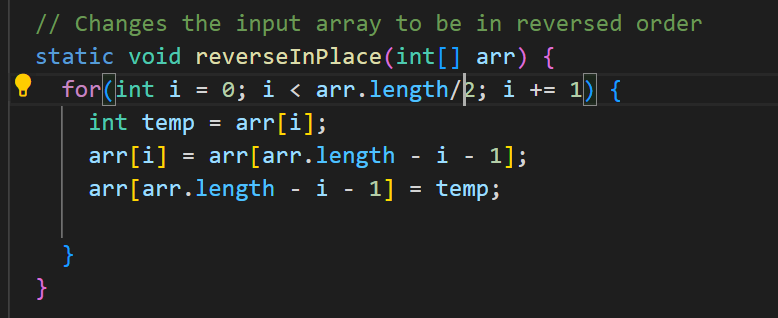 // Changes the input array to be in reversed order
static void reverseInPlace(int[] arr) {
for(int i = 0; i < arr.length/2; i += 1) {
int temp = arr[i];
arr[i] = arr[arr.length - i - 1];
arr[arr.length - i - 1] = temp;
}
}